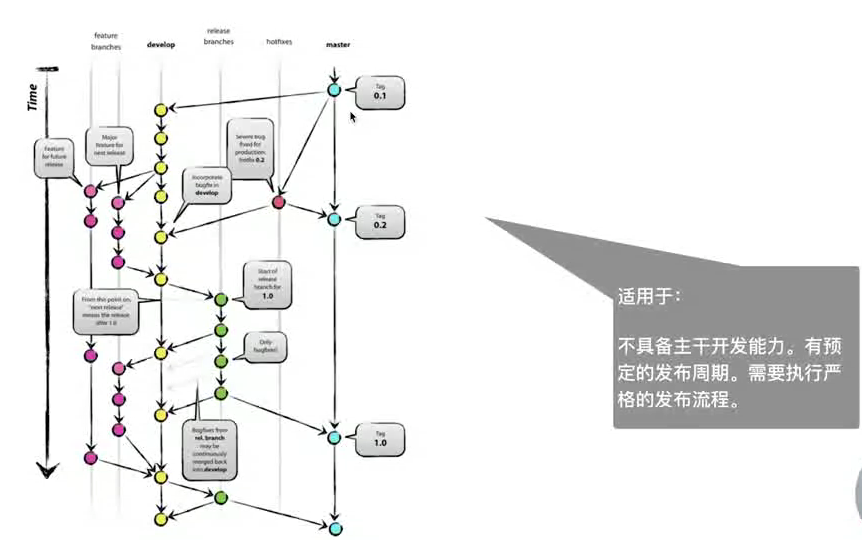 feature
branches
develop
release
branches
hotfixes
master
Time
Tag
0.1
Feature
for future
release
Major
feature for
next release
Severe bug
fixed for
production:
hotfix 0.2
Incorporate
bugfix in
develop
Tag
0.2
Start of
release
branch for
1.0
From this point on,
"next release"
means the release
after 1.0
Only
bugfixes!
Bugfixes from
rel. branch
may be
continuously
merged back
into develop
Tag
1.0
适用于：
不具备主干开发能力。有预
定的发布周期。需要执行严
格的发布流程。